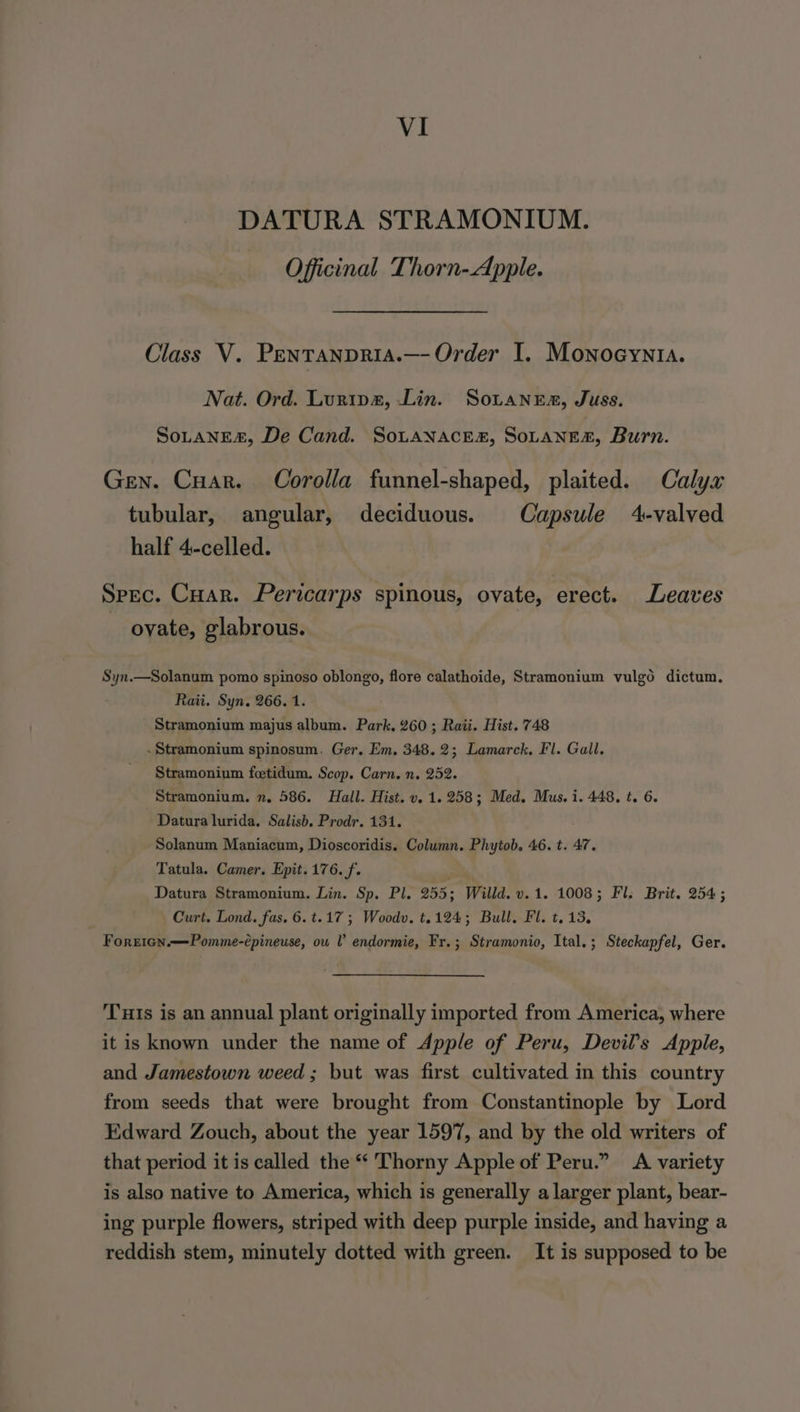 VI
DATURA STRAMONIUM.
Officinal Thorn-Apple.
Class V. PENTANDRIA.—Order I. MONOGYNIA.
Nat. Ord. LURIDÆ, Lin. SOLANEÆ, Juss.
SOLANEÆ, De Cand. SOLANACEÆ, SOLANEÆ, Burn.
GEN. CHAR. Corolla funnel-shaped, plaited. Calyx
tubular, angular, deciduous. Capsule 4-valved
half 4-celled.
SPEC. CHAR. Pericarps spinous, ovate, erect. Leaves
ovate, glabrous.
Syn.—Solanum pomo spinoso oblongo, flore calathoide, Stramonium vulgò dictum.
Raii. Syn. 266. 1.
Stramonium majus album. Park. 260; Raii. Hist. 748
Stramonium spinosum. Ger. Em. 348. 2; Lamarck. Fl. Gall.
Stramonium fœtidum. Scop. Carn. n. 252.
Stramonium. n. 586. Hall. Hist. v. 1. 258; Med. Mus. i. 448. t. 6.
Datura lurida. Salisb. Prodr. 131.
Solanum Maniacum, Dioscoridis. Column. Phytob. 46. t. 47.
Tatula. Camer. Epit. 176. f.
Datura Stramonium. Lin. Sp. Pl. 255; Willd. v. 1. 1008; Fl. Brit. 254;
Curt. Lond. fas. 6. t. 17; Woodv. t. 124; Bull. Fl. t. 13.
FOREIGN.—Pomme-èpineuse, ou l' endormie, Fr.; Stramonio, Ital.; Steckapfel, Ger.
THIS is an annual plant originally imported from America, where
it is known under the name of Apple of Peru, Devil's Apple,
and Jamestown weed; but was first cultivated in this country
from seeds that were brought from Constantinople by Lord
Edward Zouch, about the year 1597, and by the old writers of
that period it is called the “ Thorny Apple of Peru.” A variety
is also native to America, which is generally a larger plant, bear-
ing purple flowers, striped with deep purple inside, and having a
reddish stem, minutely dotted with green. It is supposed to be